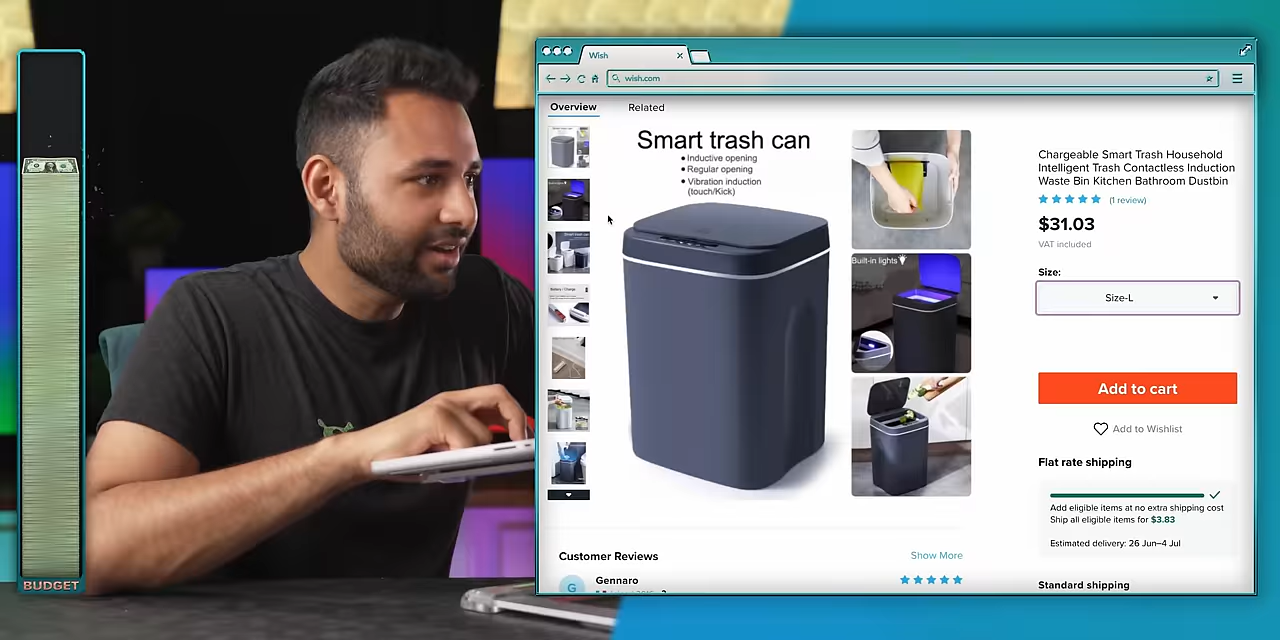 BUDGET
Wish
wish.com
Overview
Related
Smart trash can
• Inductive opening
• Regular opening
• Vibration induction
(touch/Kick)
Built-in lights
Chargeable Smart Trash Household
Intelligent Trash Contactless Induction
Waste Bin Kitchen Bathroom Dustbin
(1 review)
$31.03
VAT included
Size:
Size-L
Add to cart
Add to Wishlist
Flat rate shipping
Add eligible items at no extra shipping cost
Ship all eligible items for $3.83
Estimated delivery: 26 Jun–4 Jul
Standard shipping
Customer Reviews
Show More
G
Gennaro